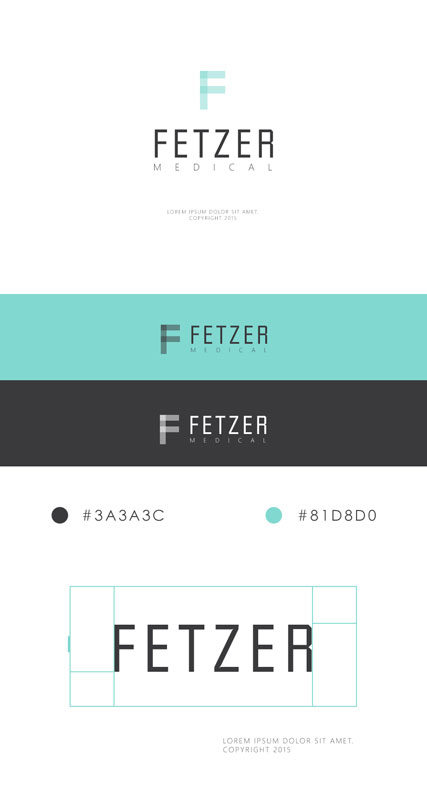 F
FETZER
MEDICAL
LOREM IPSUM DOLOR SIT AMET.
COPYRIGHT 2015
F FETZER
MEDICAL
F FETZER
MEDICAL
#3A3A3C #81D8D0
FETZER
LOREM IPSUM DOLOR SIT AMET.
COPYRIGHT 2015